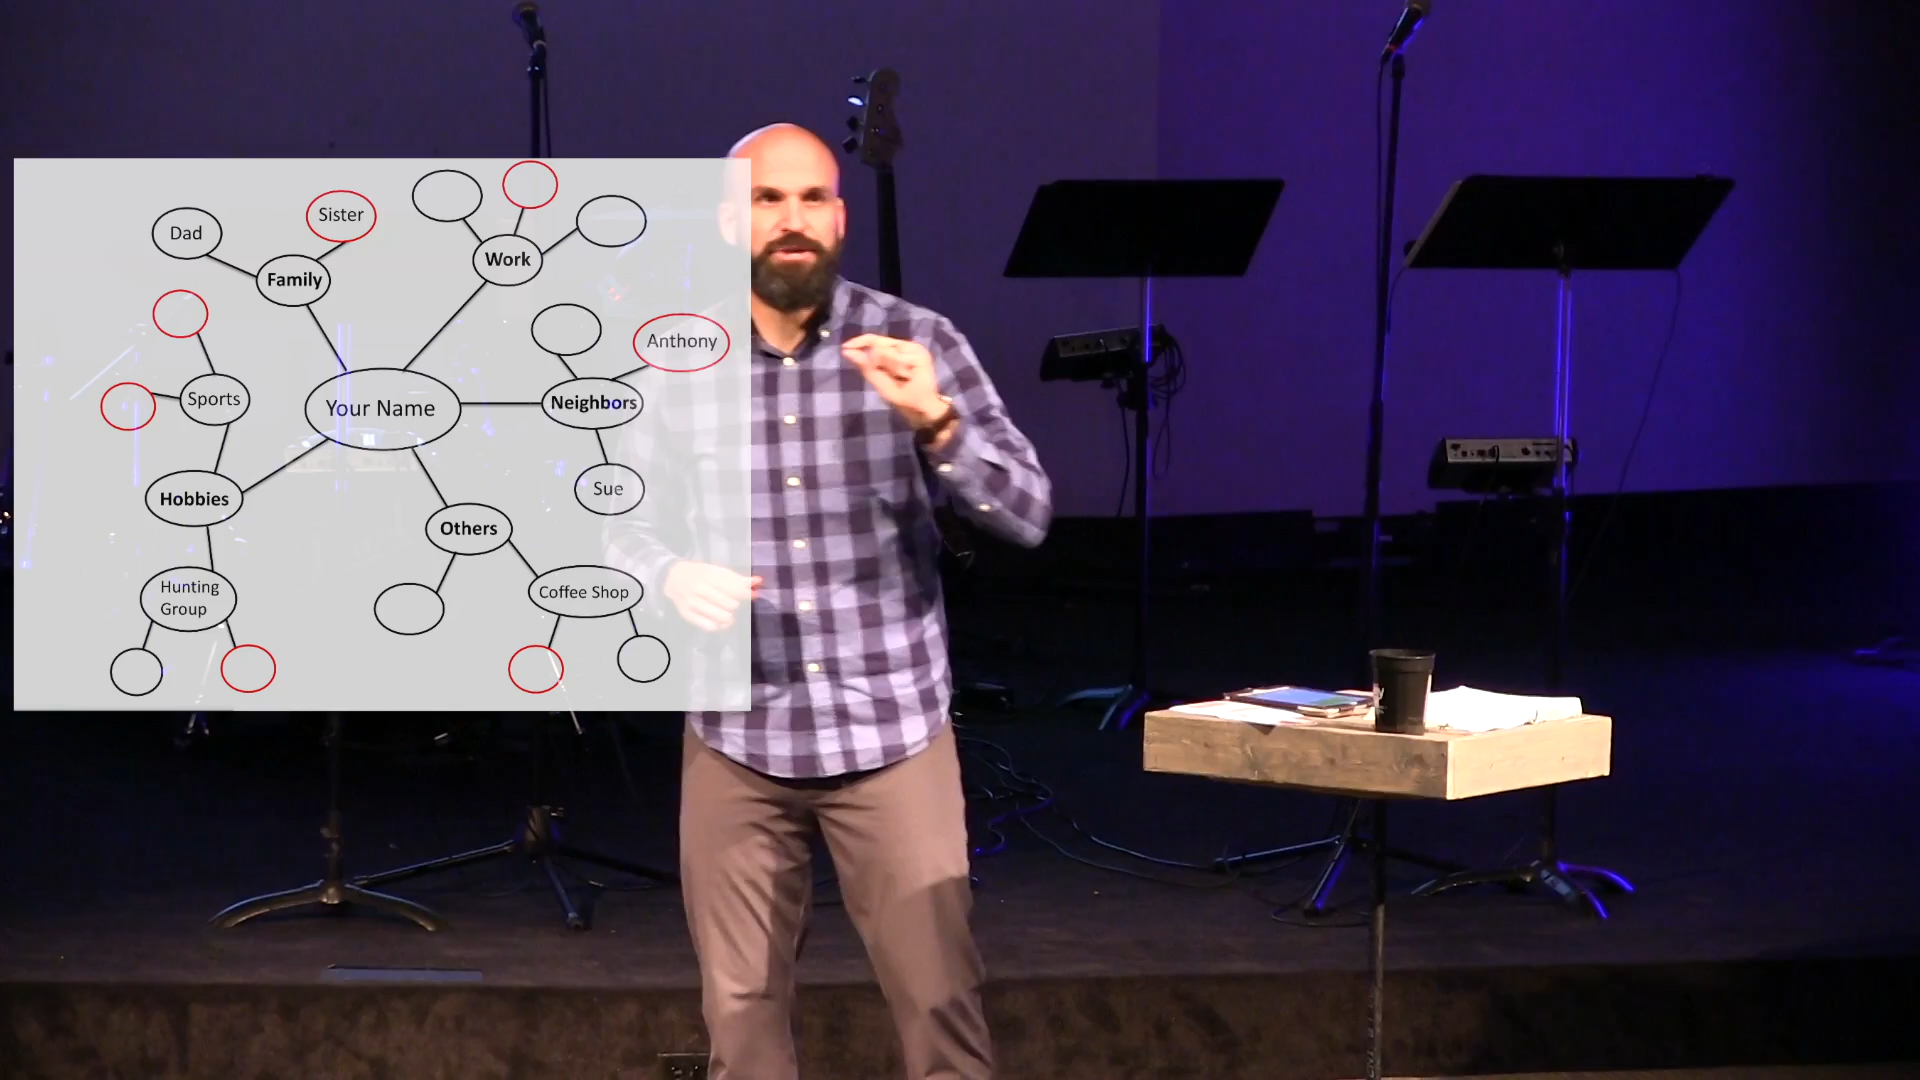 Sister
Dad
Work
Family
Anthony
Sports
Your Name
Neighbors
Hobbies
Sue
Others
Hunting
Group
Coffee Shop